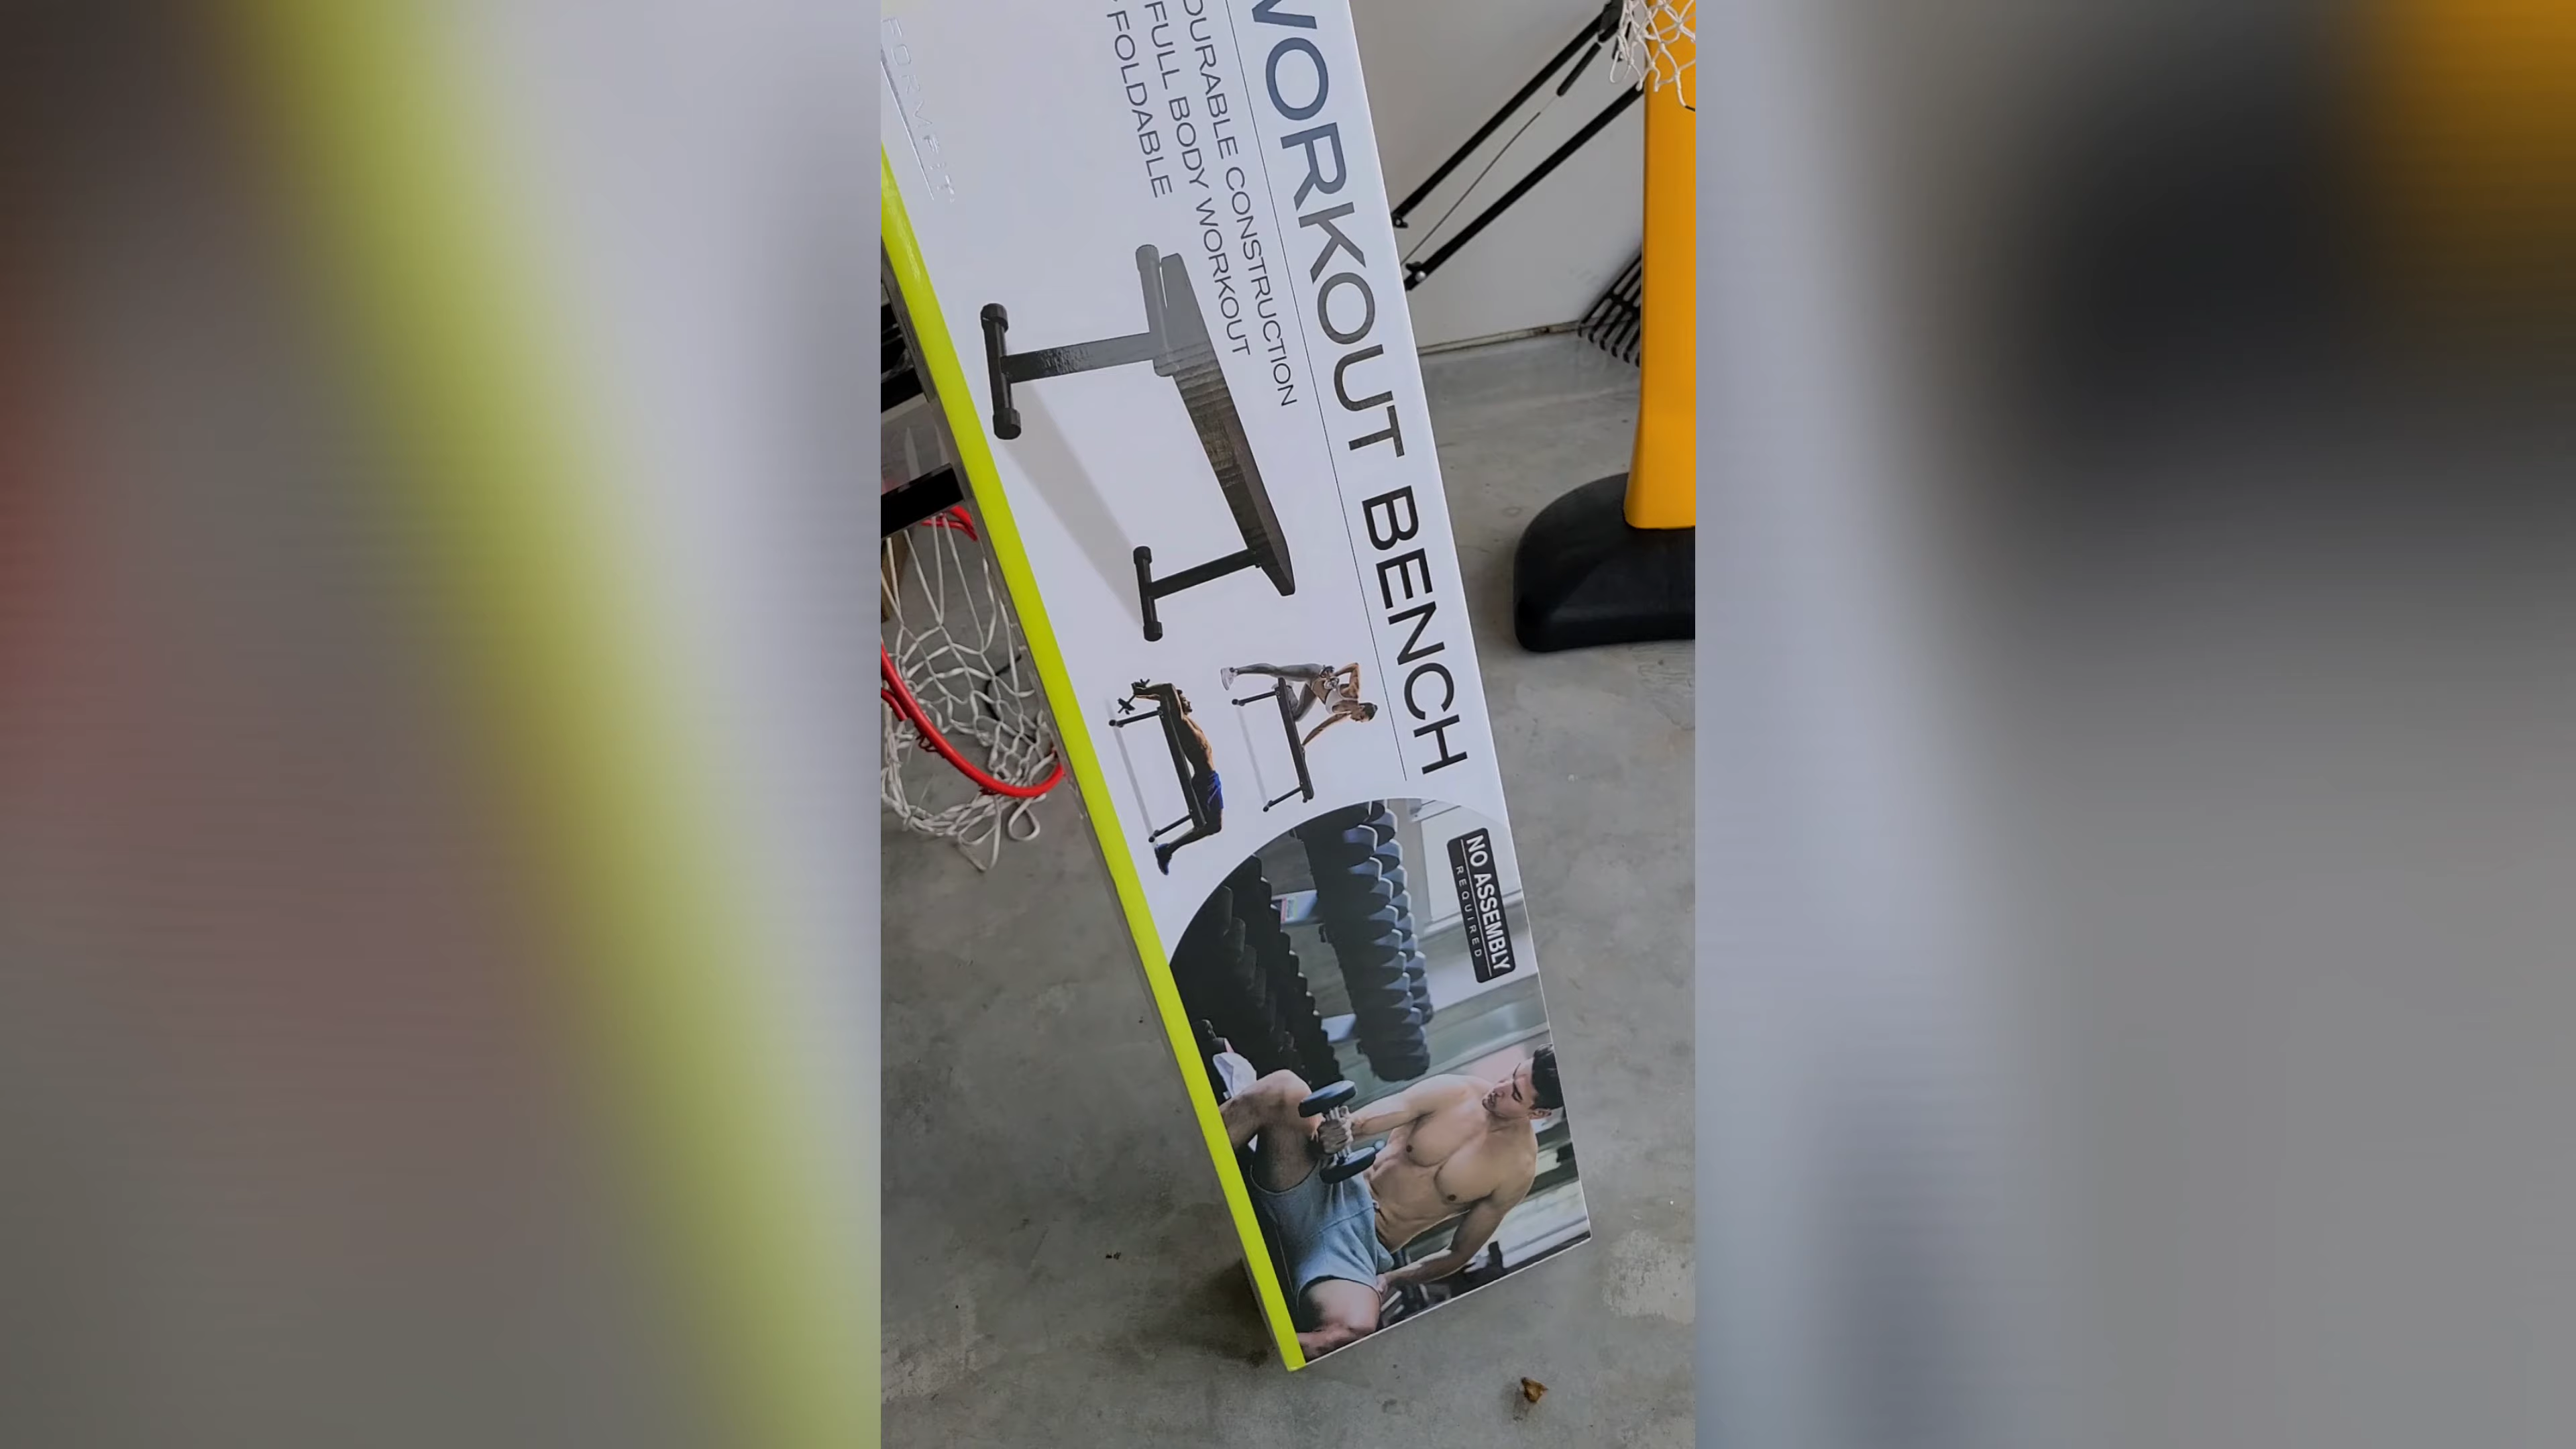 WORKOUT BENCH
DURABLE CONSTRUCTION
FULL BODY WORKOUT
FOLDABLE
NO ASSEMBLY
REQUIRED